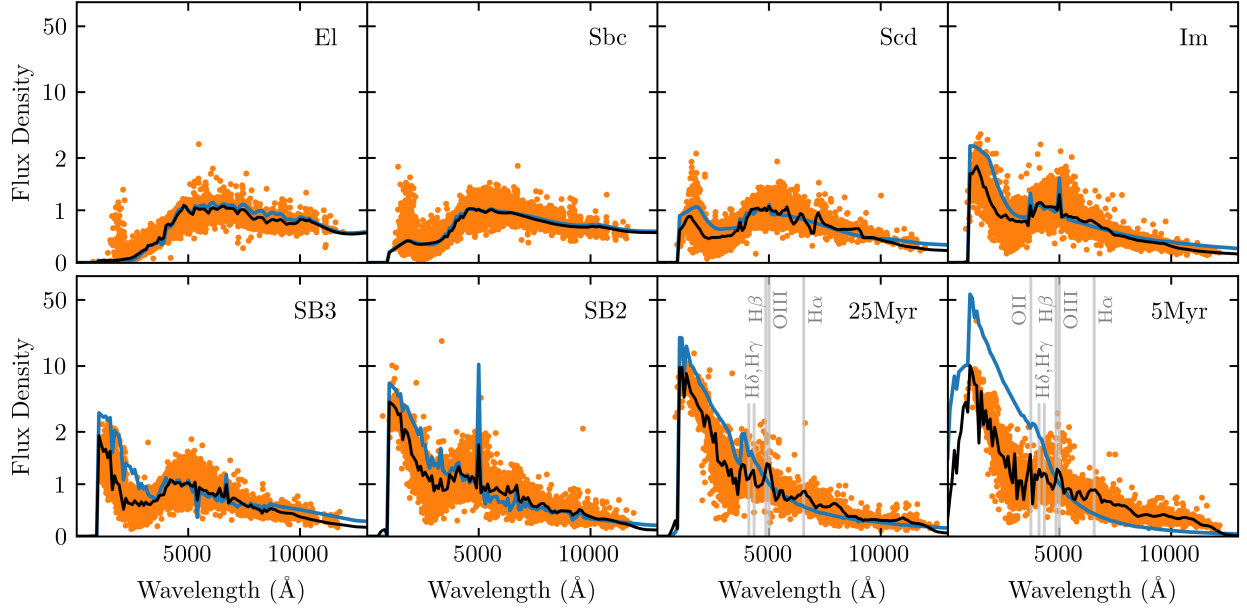 El
Sbc
Scd
Im
50
10
2
1
0
Flux Density
SB3
SB2
25Myr
5Myr
Hδ,Hγ
Hβ
OIII
Hα
OII
Hδ,Hγ
Hβ
OIII
Hα
50
10
2
1
0
Flux Density
5000
10000
5000
10000
5000
10000
5000
10000
Wavelength (Å)
Wavelength (Å)
Wavelength (Å)
Wavelength (Å)